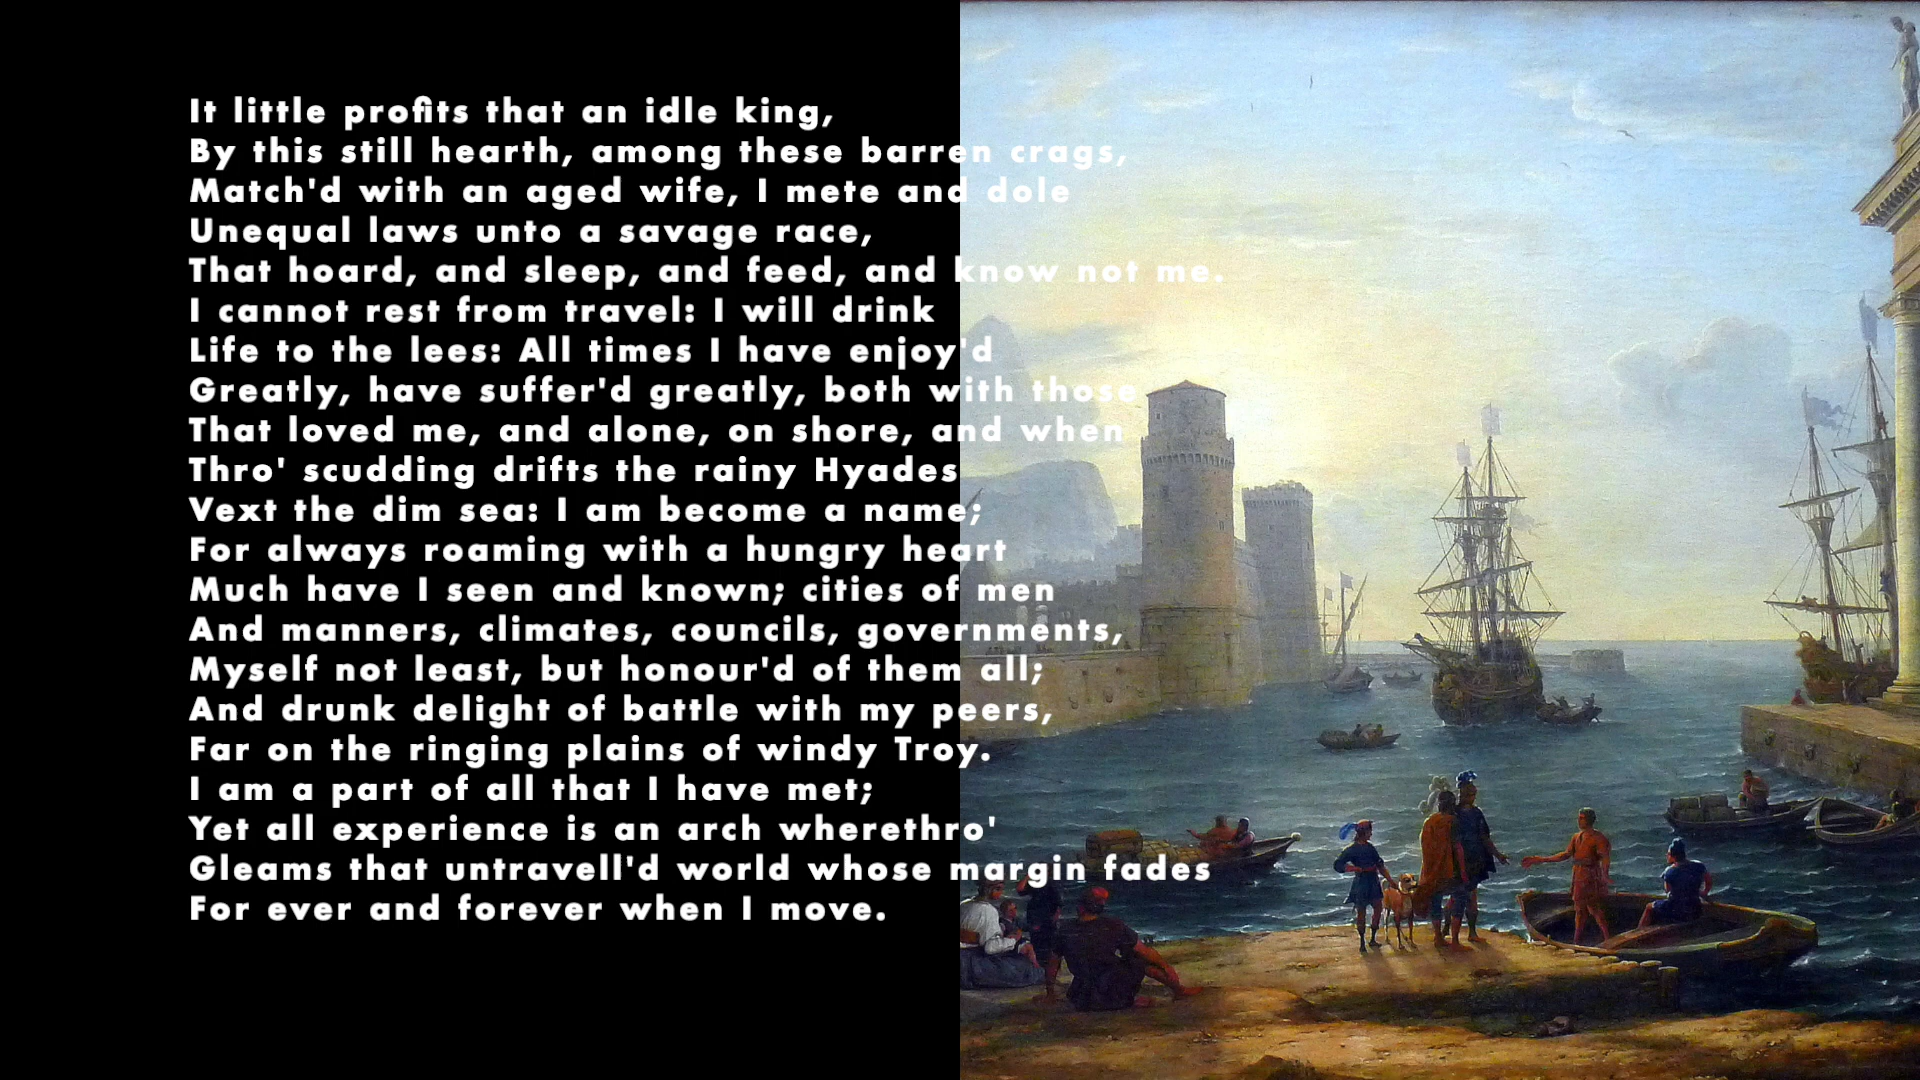 It little profits that an idle king,
By this still hearth, among these barren crags,
Match'd with an aged wife, I mete and dole
Unequal laws unto a savage race,
That hoard, and sleep, and feed, and know not me.
I cannot rest from travel: I will drink
Life to the lees: All times I have enjoy'd
Greatly, have suffer'd greatly, both with those
That loved me, and alone, on shore, and when
Thro' scudding drifts the rainy Hyades
Vext the dim sea: I am become a name;
For always roaming with a hungry heart
Much have I seen and known; cities of men
And manners, climates, councils, governments,
Myself not least, but honour'd of them all;
And drunk delight of battle with my peers,
Far on the ringing plains of windy Troy.
I am a part of all that I have met;
Yet all experience is an arch wherethro'
Gleams that untravell'd world whose margin fades
For ever and forever when I move.